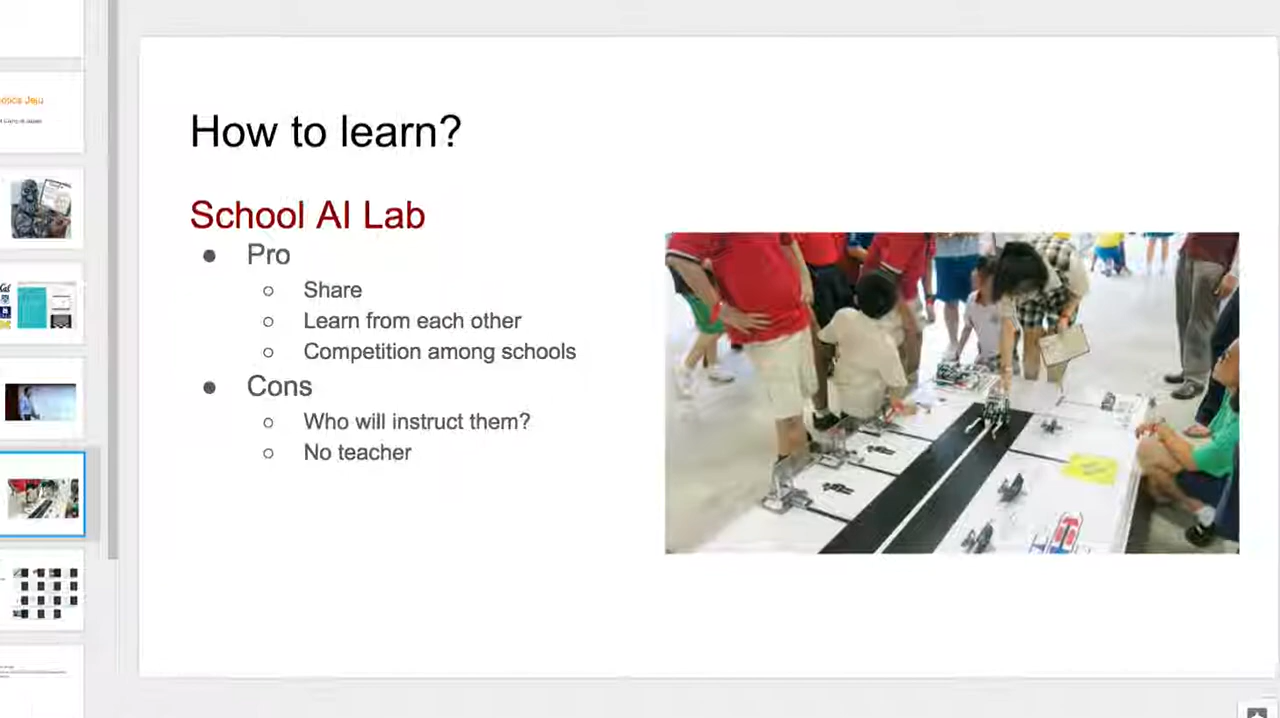 How to learn?
School AI Lab
Pro
Share
Learn from each other
Competition among schools
Cons
Who will instruct them?
No teacher
Jeju